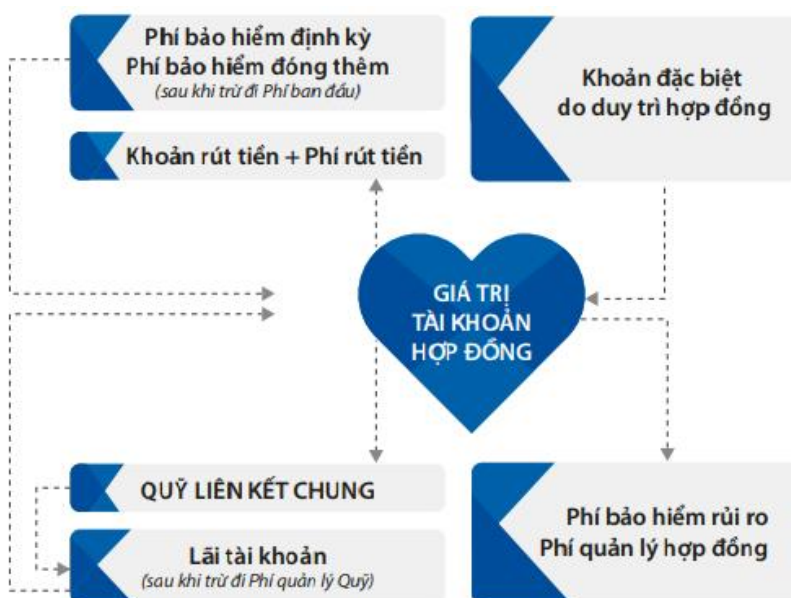 Phí bảo hiểm định kỳ
Phí bảo hiểm đóng thêm
(sau khi trừ đi Phí ban đầu)
Khoản rút tiền + Phí rút tiền
Khoản đặc biệt
do duy trì hợp đồng
GIÁ TRỊ
TÀI KHOẢN
HỢP ĐỒNG
QUỸ LIÊN KẾT CHUNG
Lãi tài khoản
(sau khi trừ đi Phí quản lý Quỹ)
Phí bảo hiểm rủi ro
Phí quản lý hợp đồng